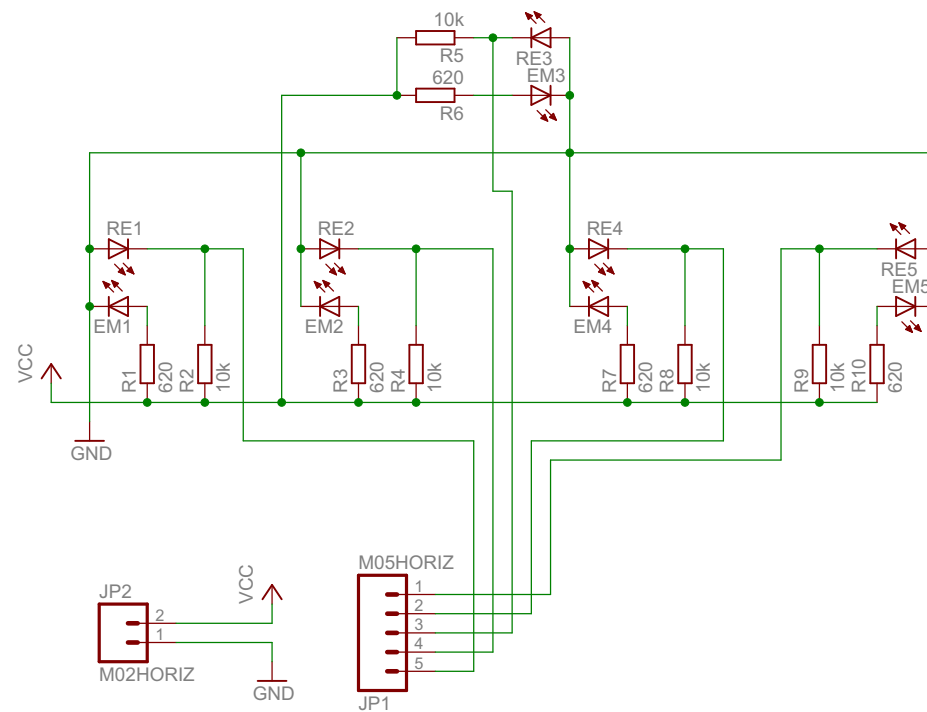 10k
R5
RE3
620
EM3
R6
RE1
RE2
RE4
RE5
EM1
EM2
EM4
EM5
VCC
R1
620
R2
10k
R3
620
R4
10k
R7
620
R8
10k
R9
10k
R10
620
GND
JP2
VCC
2
1
M02HORIZ
GND
M05HORIZ
1
2
3
4
5
JP1